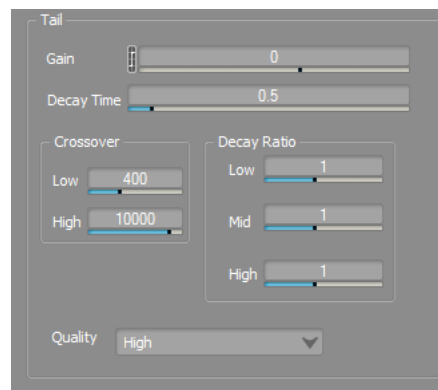 Tail
Gain 0
Decay Time 0.5
Crossover
Low 400
High 10000
Decay Ratio
Low 1
Mid 1
High 1
Quality High